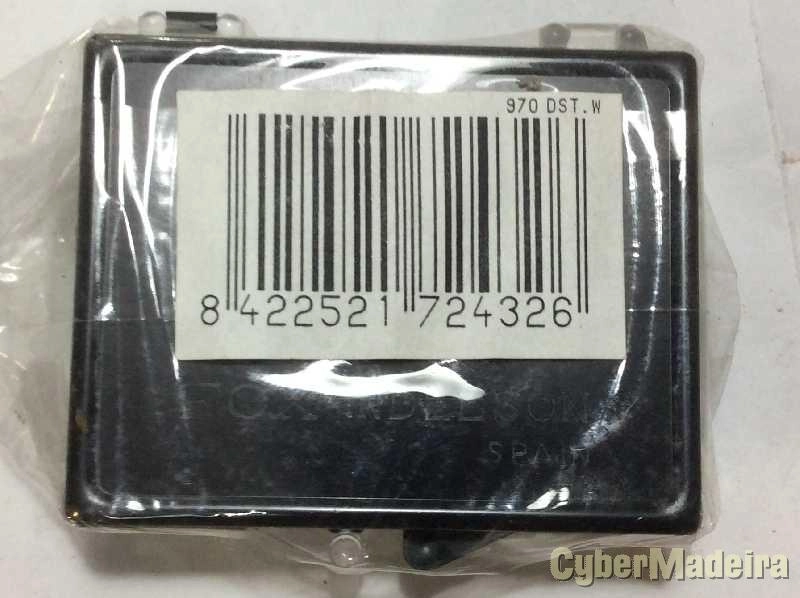 970 DST.W
8 422521 724326
SPAIN
CyberMadeira